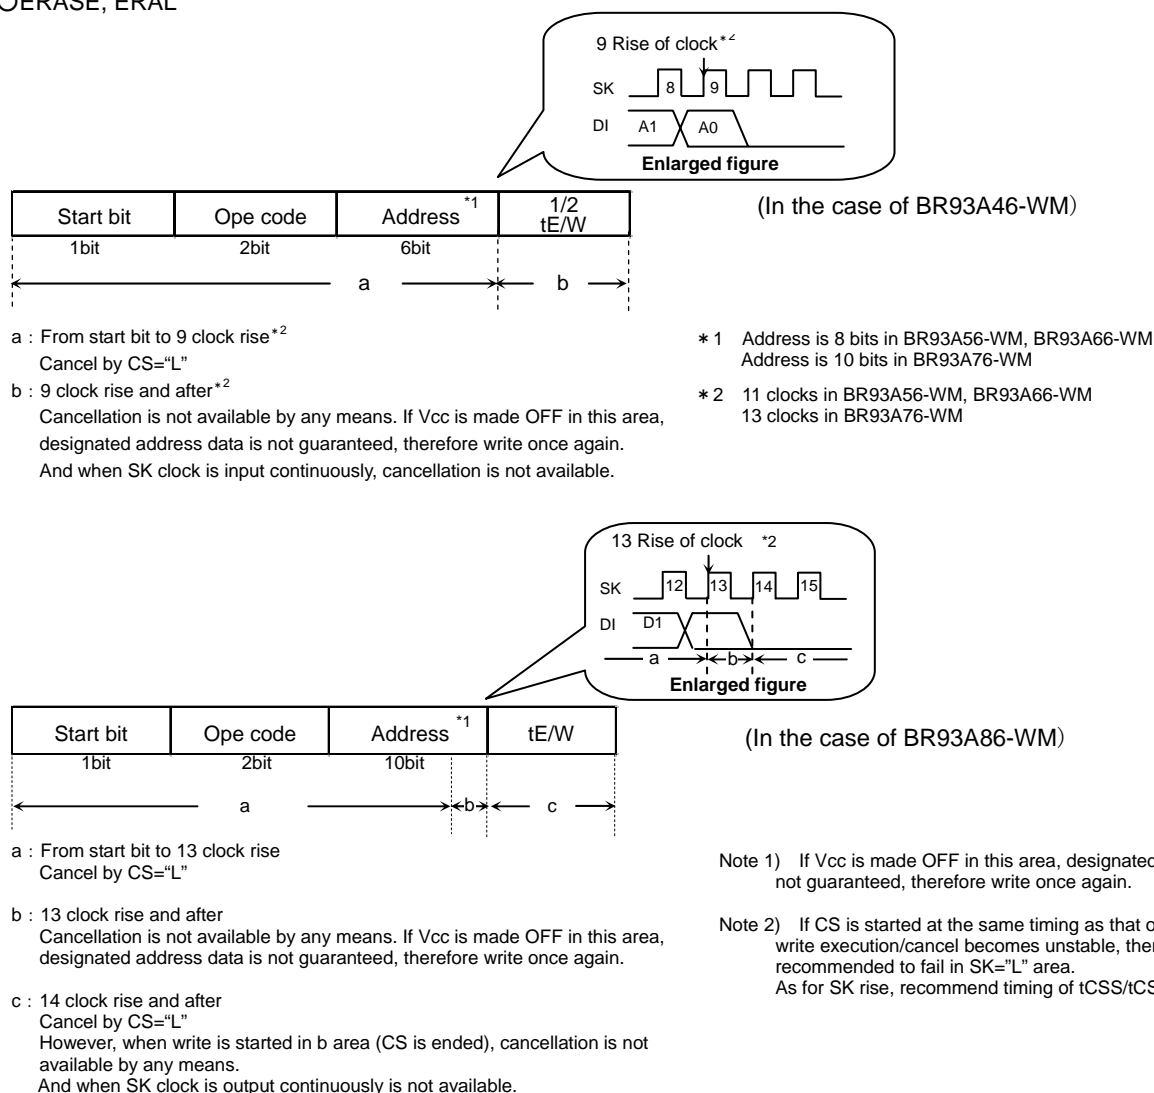 ○ERASE, ERAL
9 Rise of clock*2
SK 8 9
DI A1 A0
Enlarged figure
Start bit Ope code Address *1 1/2 tE/W
1bit 2bit 6bit
(In the case of BR93A46-WM)
a b
a : From start bit to 9 clock rise*2
Cancel by CS=“L”
b : 9 clock rise and after*2
Cancellation is not available by any means. If Vcc is made OFF in this area,
designated address data is not guaranteed, therefore write once again.
And when SK clock is input continuously, cancellation is not available.
*1 Address is 8 bits in BR93A56-WM, BR93A66-WM
Address is 10 bits in BR93A76-WM
*2 11 clocks in BR93A56-WM, BR93A66-WM
13 clocks in BR93A76-WM
13 Rise of clock *2
SK 12 13 14 15
DI D1
a b c
Enlarged figure
Start bit Ope code Address *1 tE/W
1bit 2bit 10bit
(In the case of BR93A86-WM)
a b c
a : From start bit to 13 clock rise
Cancel by CS=“L”
b : 13 clock rise and after
Cancellation is not available by any means. If Vcc is made OFF in this area,
designated address data is not guaranteed, therefore write once again.
c : 14 clock rise and after
Cancel by CS=“L”
However, when write is started in b area (CS is ended), cancellation is not
available by any means.
And when SK clock is output continuously is not available.
Note 1) If Vcc is made OFF in this area, designated
not guaranteed, therefore write once again.
Note 2) If CS is started at the same timing as that
write execution/cancel becomes unstable,
recommended to fail in SK=”L” area.
As for SK rise, recommend timing of